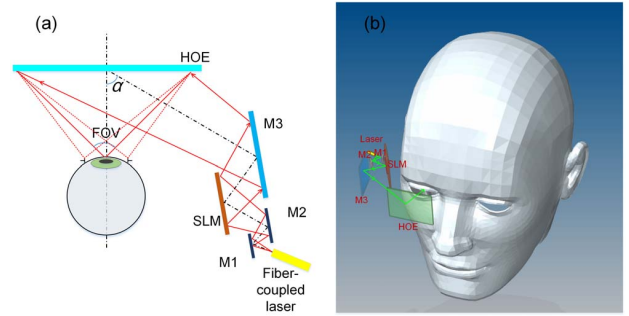 (a)
HOE
α
FOV
M3
SLM
M2
M1
Fiber-
coupled
laser
(b)
Laser
M1
M2
SLM
M3
HOE